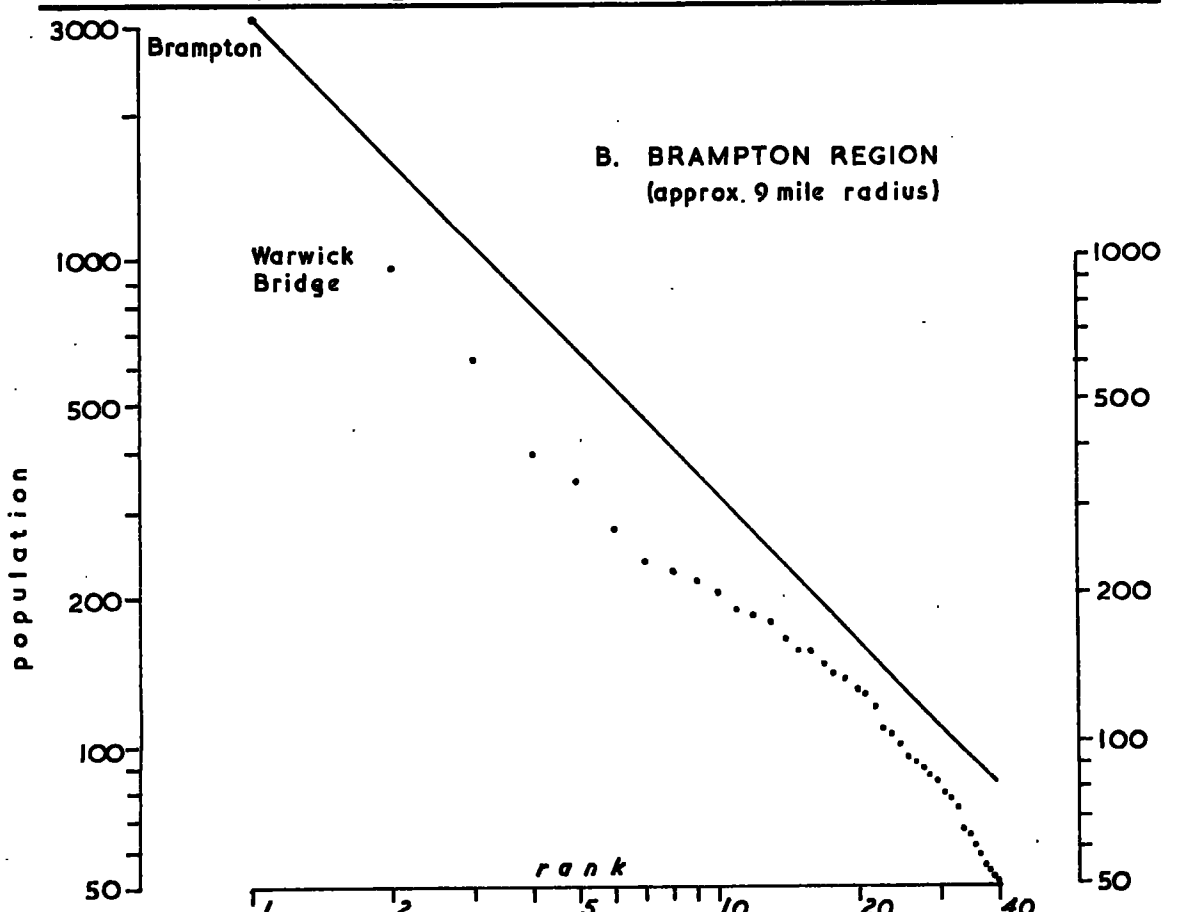 3000
Brampton
B. BRAMPTON REGION
(approx. 9 mile radius)
Warwick
Bridge
1000
1000
500
500
population
200
200
100
100
rank
50
50
1 2 5 10 20 40